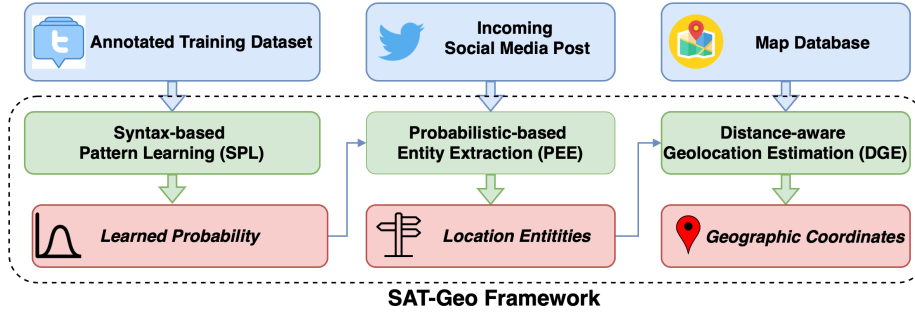 Annotated Training Dataset
Incoming
Social Media Post
Map Database
Syntax-based
Pattern Learning (SPL)
Probabilistic-based
Entity Extraction (PEE)
Distance-aware
Geolocation Estimation (DGE)
Learned Probability
Location Entitities
Geographic Coordinates
SAT-Geo Framework